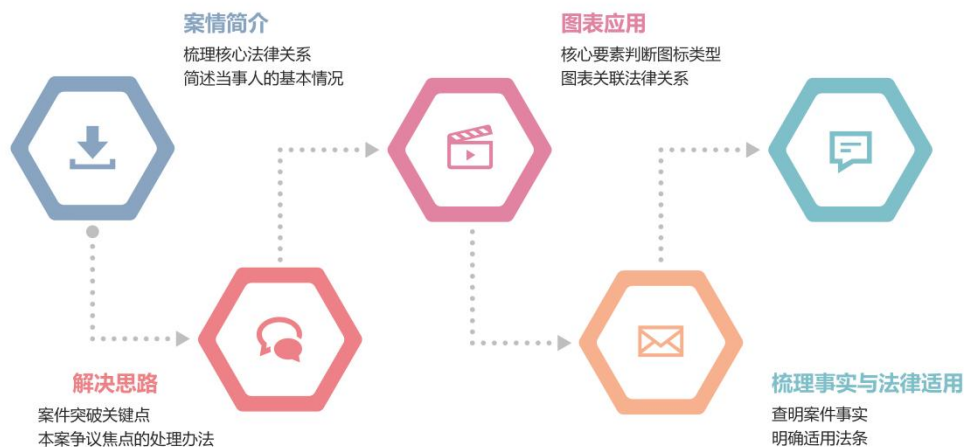 案情简介
梳理核心法律关系
简述当事人的基本情况
图表应用
核心要素判断图标类型
图表关联法律关系
解决思路
案件突破关键点
本案争议焦点的处理办法
梳理事实与法律适用
查明案件事实
明确适用法条